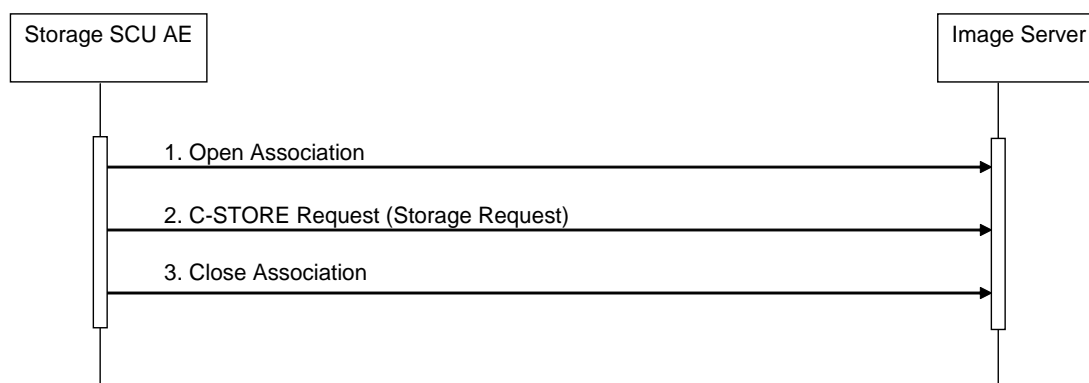 Storage SCU AE
Image Server
1. Open Association
2. C-STORE Request (Storage Request)
3. Close Association